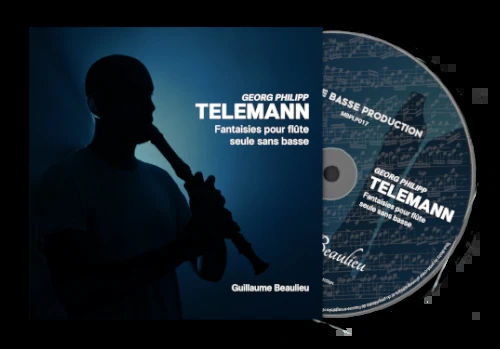 GEORG PHILIPP
TELEMANN
Fantaisies pour flûte
seule sans basse
Guillaume Beaulieu
BASSE PRODUCTION
GEORG PHILIPP
TELEMANN
Fantaisies pour flûte
seule sans basse
Beaulieu